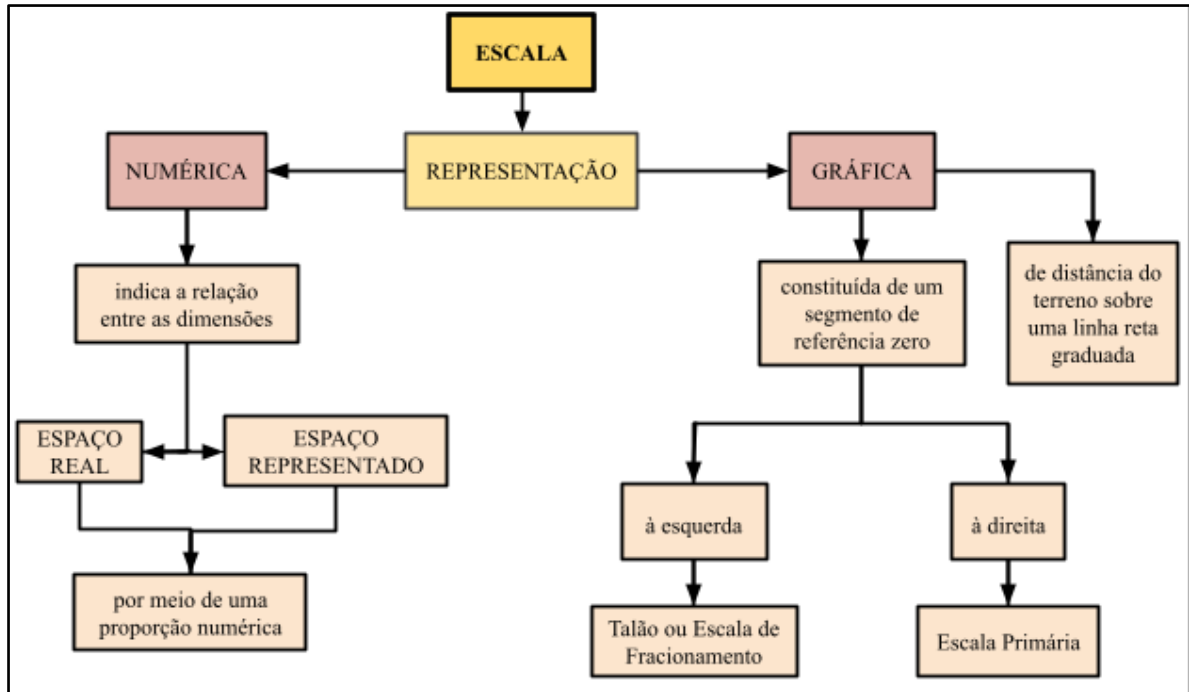 ESCALA
NUMÉRICA
REPRESENTAÇÃO
GRÁFICA
indica a relação
entre as dimensões
constituída de um
segmento de
referência zero
de distância do
terreno sobre
uma linha reta
graduada
ESPAÇO
REAL
ESPAÇO
REPRESENTADO
à esquerda
à direita
por meio de uma
proporção numérica
Talão ou Escala de
Fracionamento
Escala Primária